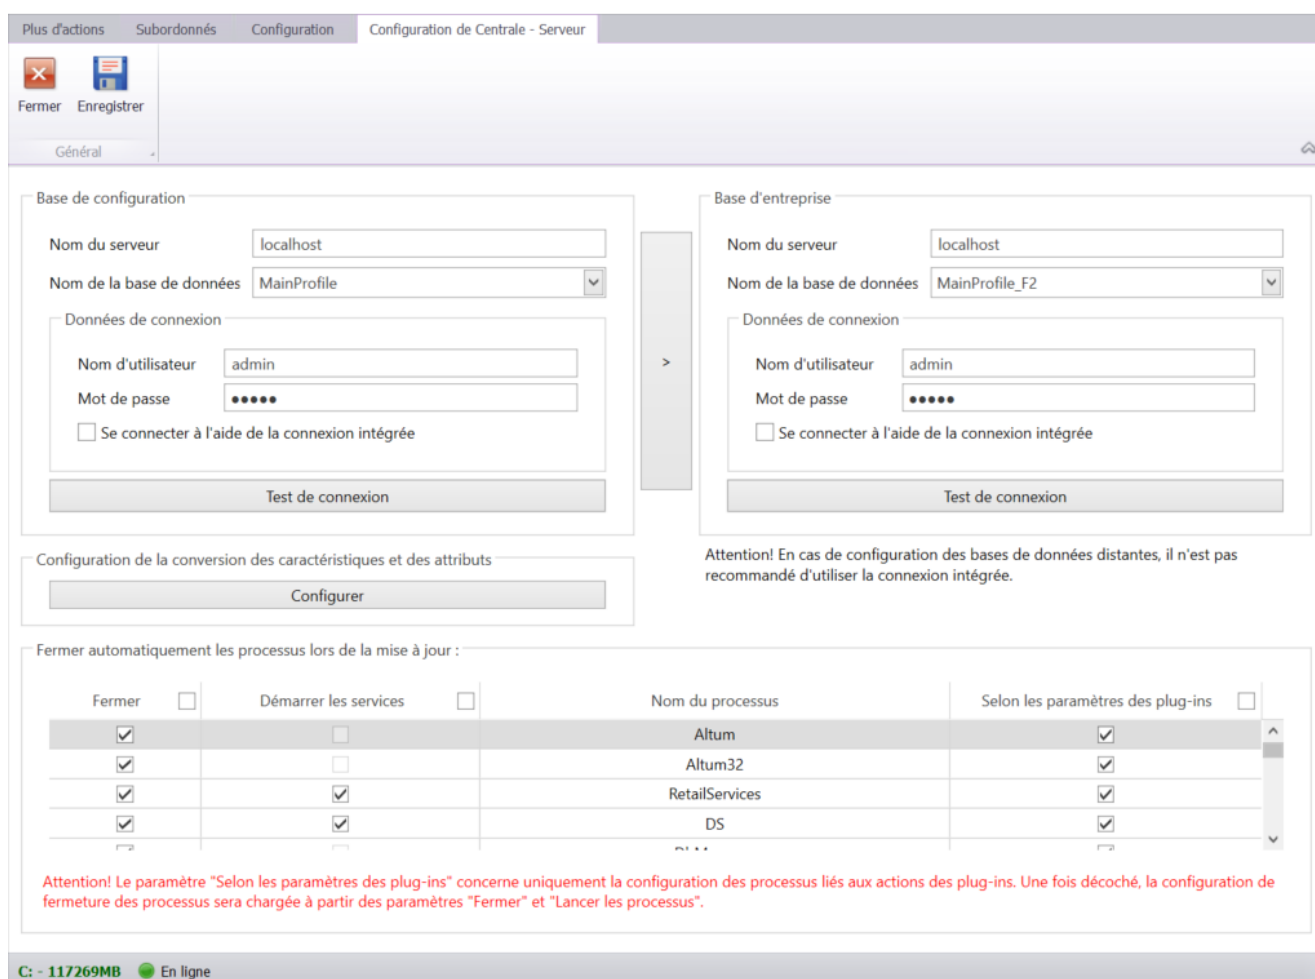 Plus d'actions Subordonnés Configuration Configuration de Centrale - Serveur
Fermer Enregistrer
Général
Base de configuration
Nom du serveur localhost
Nom de la base de données MainProfile
Données de connexion
Nom d'utilisateur admin
Mot de passe •••••
Se connecter à l'aide de la connexion intégrée
Test de connexion
>
Base d'entreprise
Nom du serveur localhost
Nom de la base de données MainProfile_F2
Données de connexion
Nom d'utilisateur admin
Mot de passe •••••
Se connecter à l'aide de la connexion intégrée
Test de connexion
Configuration de la conversion des caractéristiques et des attributs
Configurer
Attention! En cas de configuration des bases de données distantes, il n'est pas
recommandé d'utiliser la connexion intégrée.
Fermer automatiquement les processus lors de la mise à jour :
Fermer Démarrer les services Nom du processus Selon les paramètres des plug-ins
Altum
Altum32
RetailServices
DS
Attention! Le paramètre "Selon les paramètres des plug-ins" concerne uniquement la configuration des processus liés aux actions des plug-ins. Une fois décoché, la configuration de
fermeture des processus sera chargée à partir des paramètres "Fermer" et "Lancer les processus".
C: - 117269MB En ligne